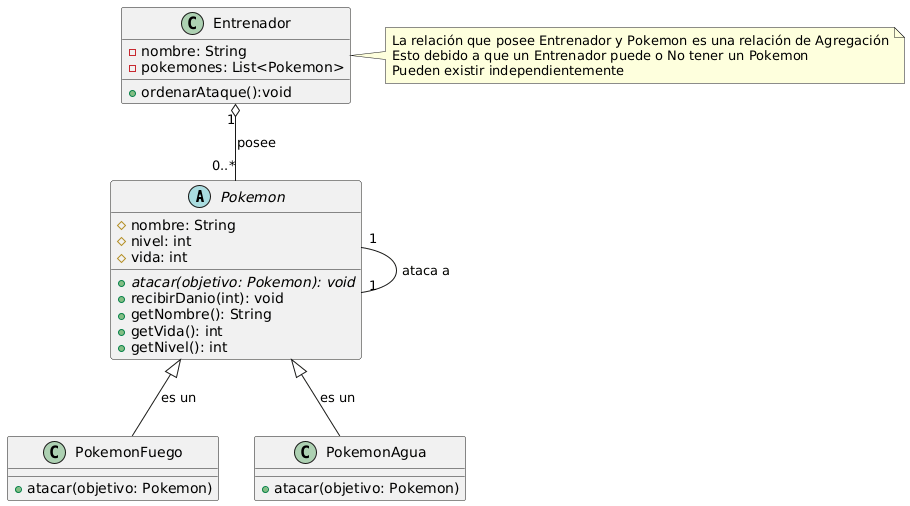 C Entrenador
nombre: String
pokemones: List<Pokemon>
ordenarAtaque():void
La relación que posee Entrenador y Pokemon es una relación de Agregación
Esto debido a que un Entrenador puede o No tener un Pokemon
Pueden existir independientemente
1
posee
0..*
A Pokemon
nombre: String
nivel: int
vida: int
atacar(objetivo: Pokemon): void
recibirDanio(int): void
getNombre(): String
getVida(): int
getNivel(): int
1
ataca a
1
es un
es un
C PokemonFuego
atacar(objetivo: Pokemon)
C PokemonAgua
atacar(objetivo: Pokemon)